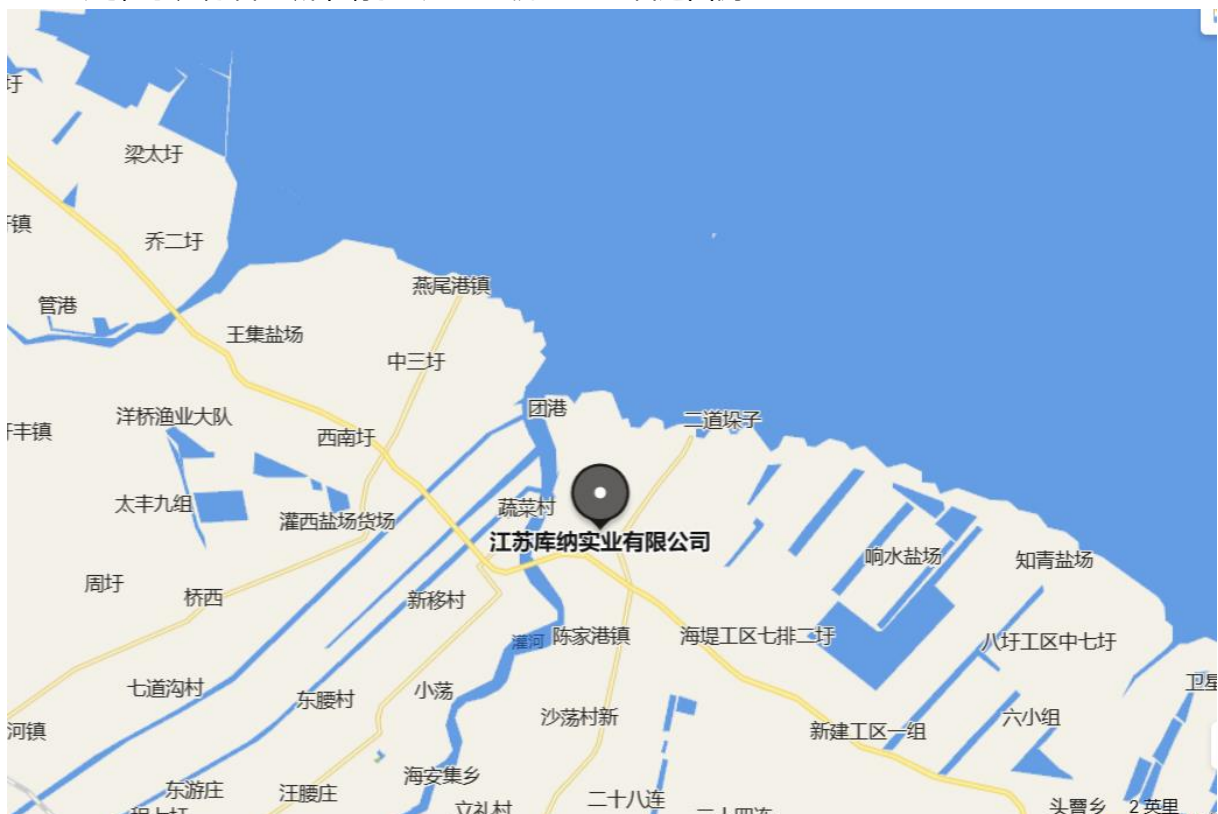 圩
梁太圩
镇
乔二圩
燕尾港镇
管港
王集盐场
中三圩
团港
二道垛子
洋桥渔业大队
丰镇
西南圩
太丰九组
灌西盐场货场
蔬菜村
江苏库纳实业有限公司
响水盐场
知青盐场
周圩
桥西
新移村
灌河
陈家港镇
海堤工区七排二圩
八圩工区中七圩
七道沟村
东腰村
小荡
卫星
河镇
沙荡村新
新建工区一组
六小组
海安集乡
东游庄
汪腰庄
立礼村
二十八连
头罾乡
2 英里